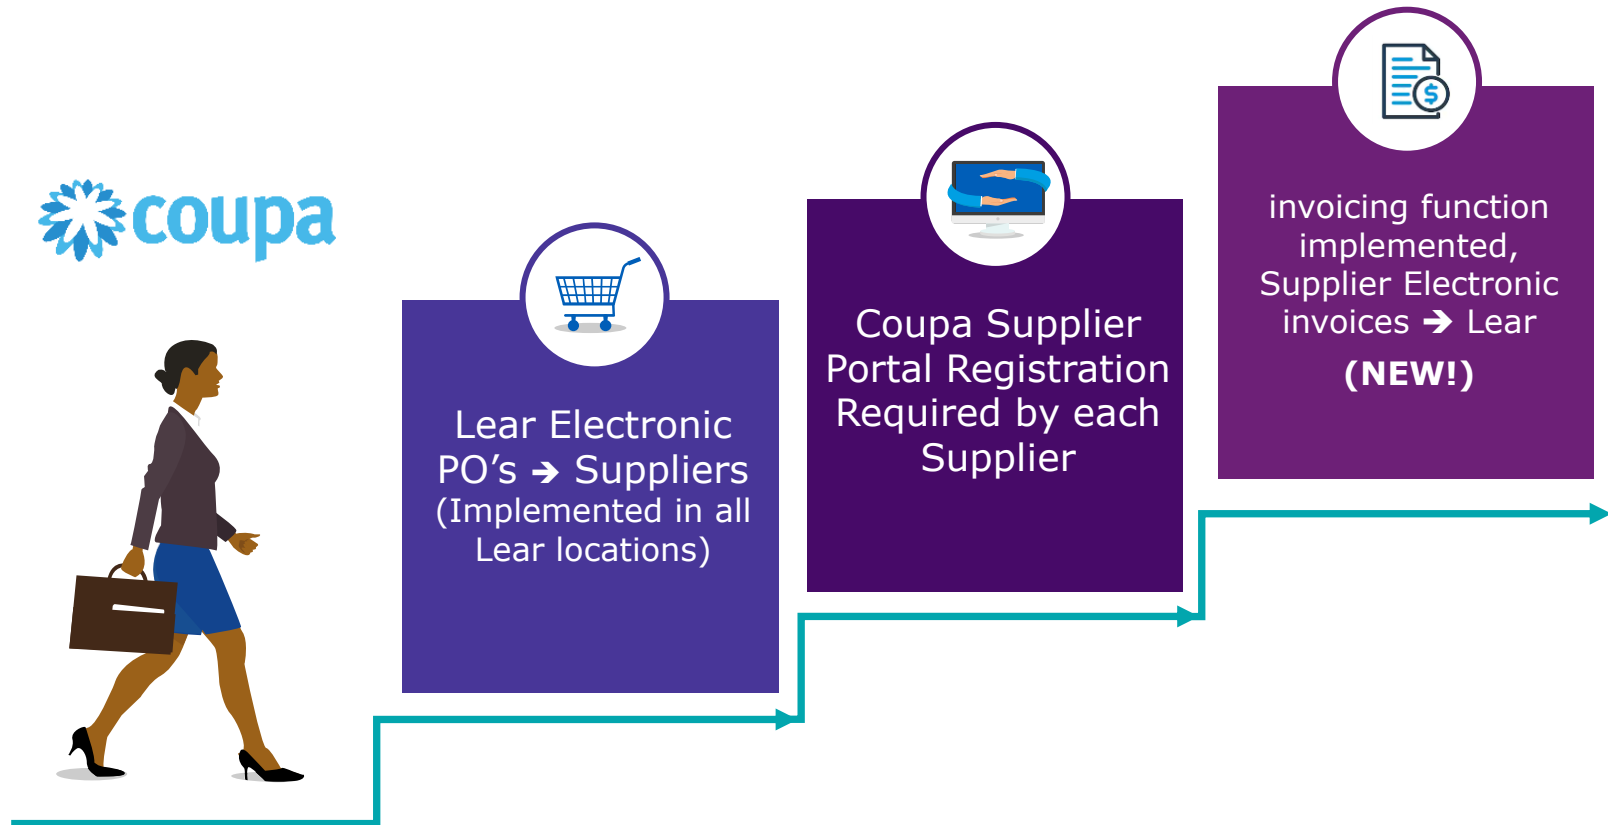 coupa
Lear Electronic
PO’s ➔ Suppliers
(Implemented in all
Lear locations)
Coupa Supplier
Portal Registration
Required by each
Supplier
invoicing function
implemented,
Supplier Electronic
invoices ➔ Lear
(NEW!)